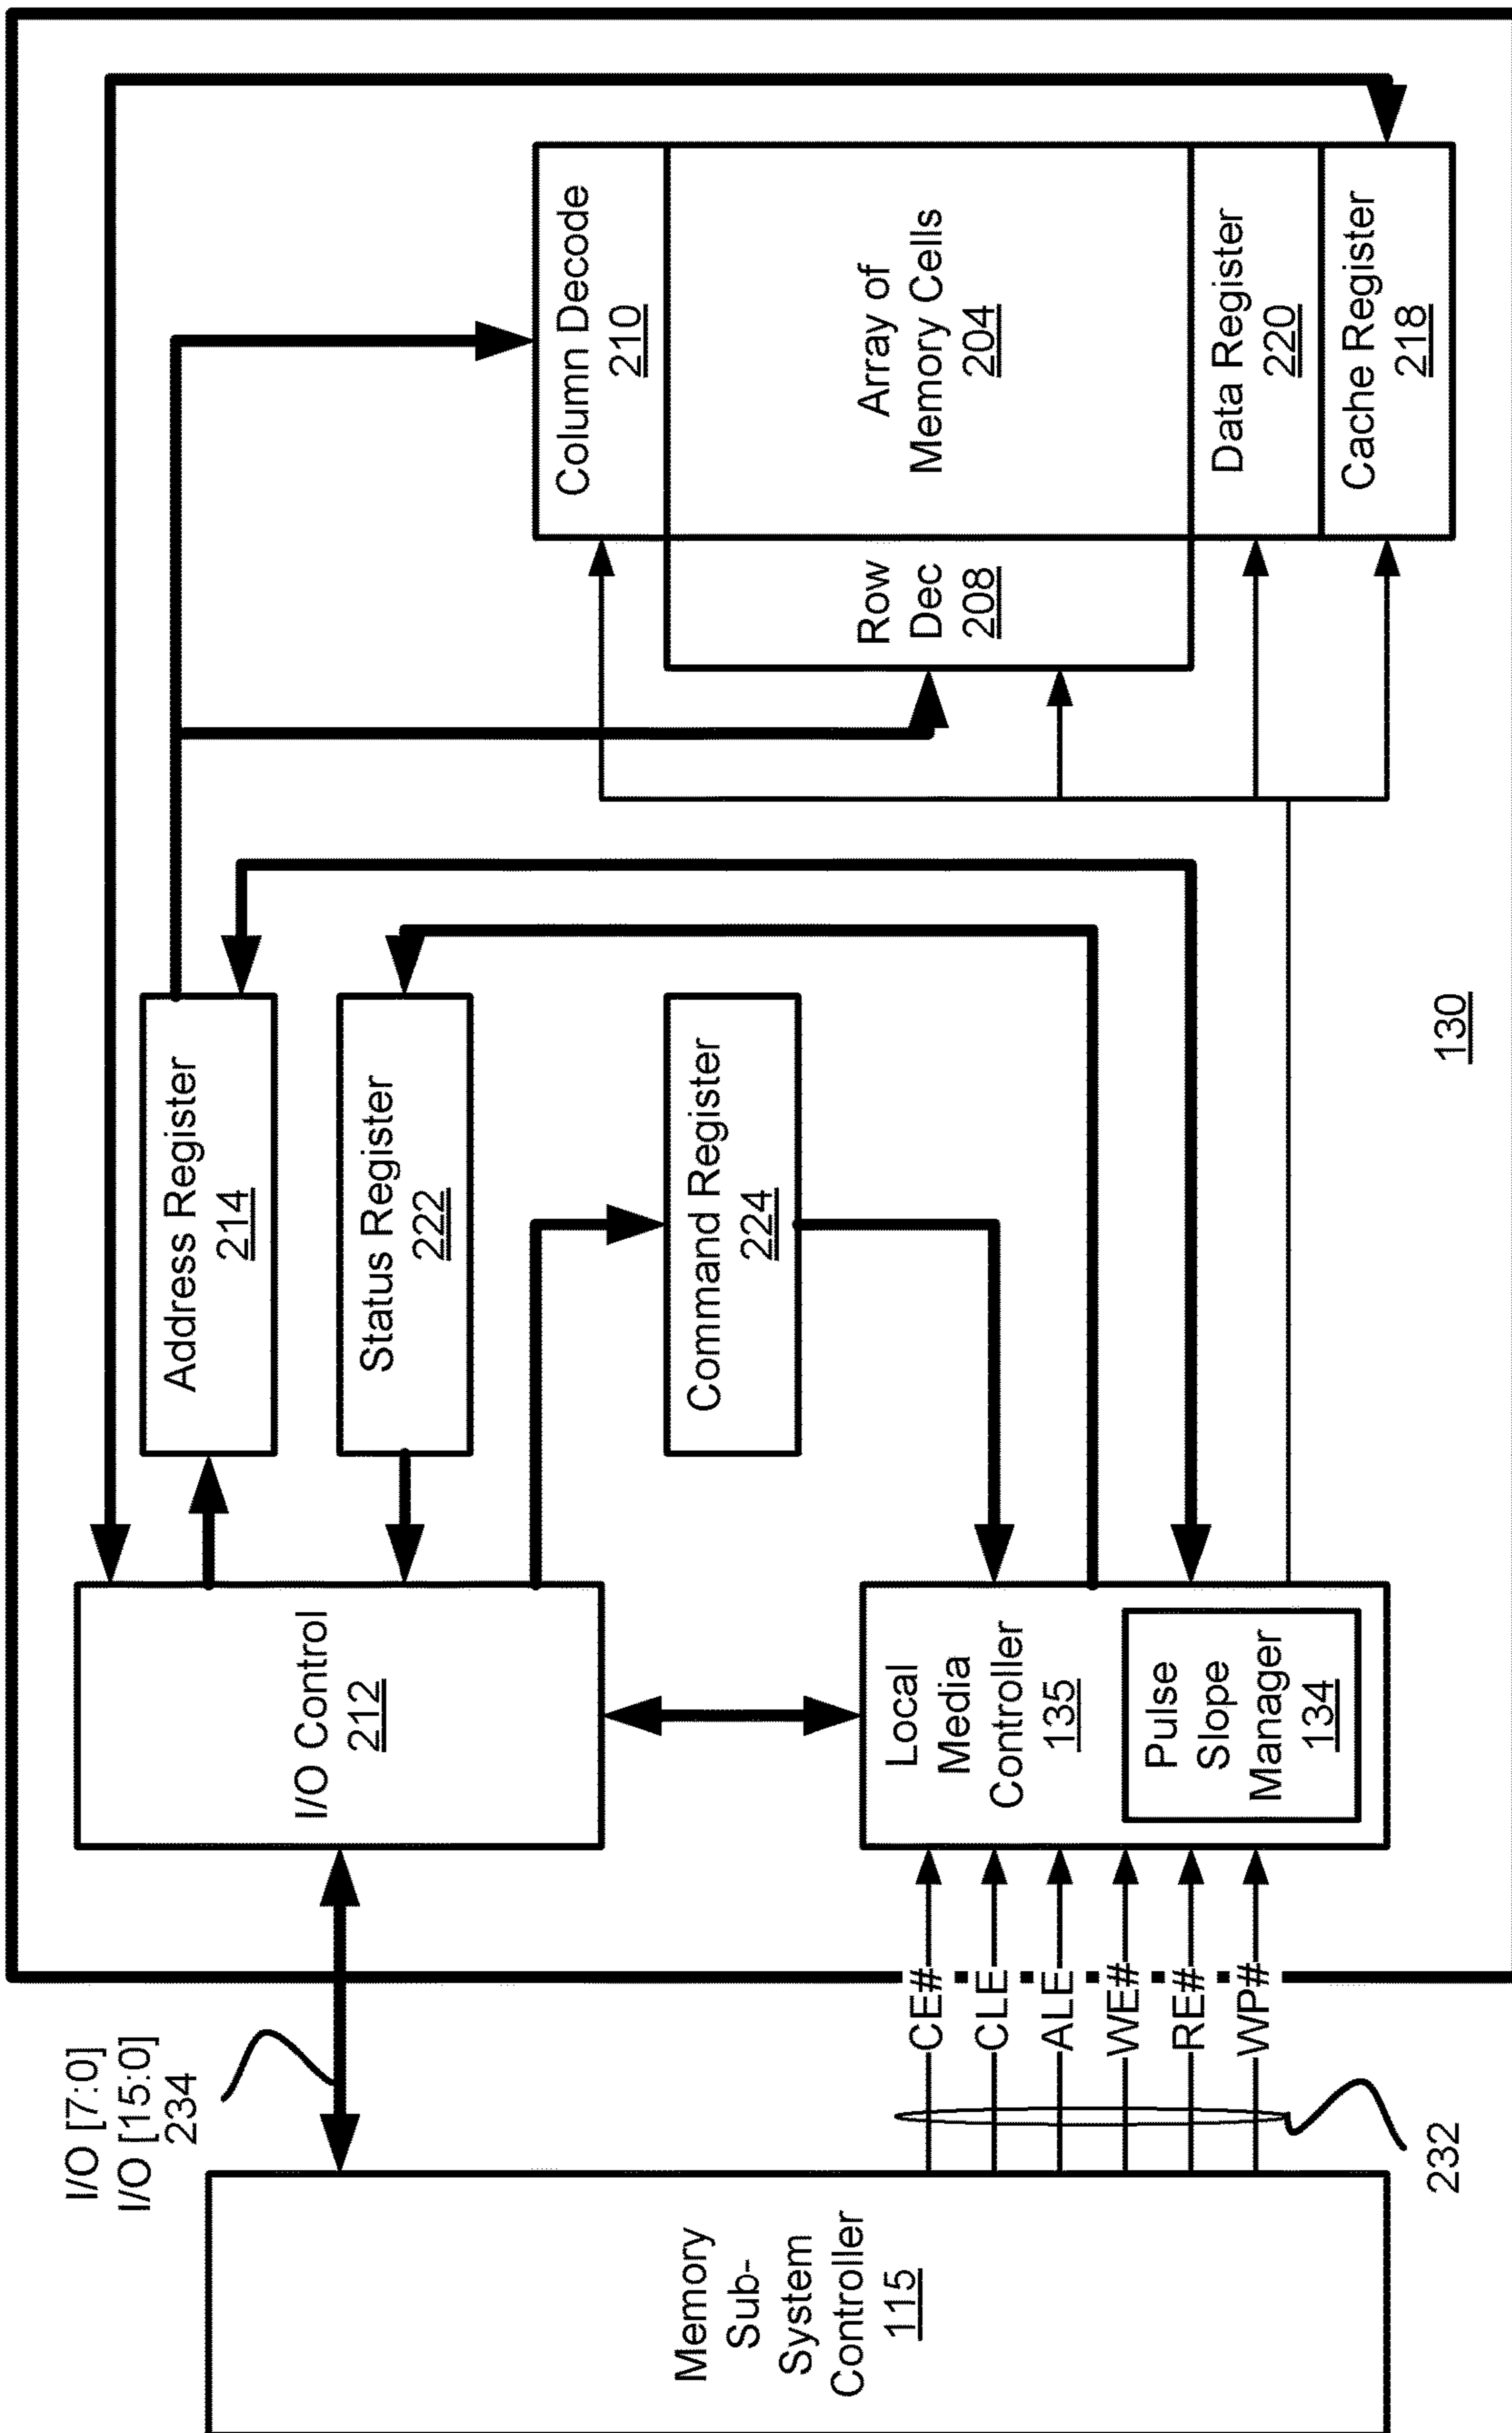 I/O [7:0]
I/O [15:0]
234
Memory
Sub-
System
Controller
115
CE#
CLE
ALE
WE#
RE#
WP#
232
I/O Control
212
Local
Media
Controller
135
Pulse
Slope
Manager
134
Address Register
214
Status Register
222
Command Register
224
130
Column Decode
210
Row
Dec
208
Array of
Memory Cells
204
Data Register
220
Cache Register
218